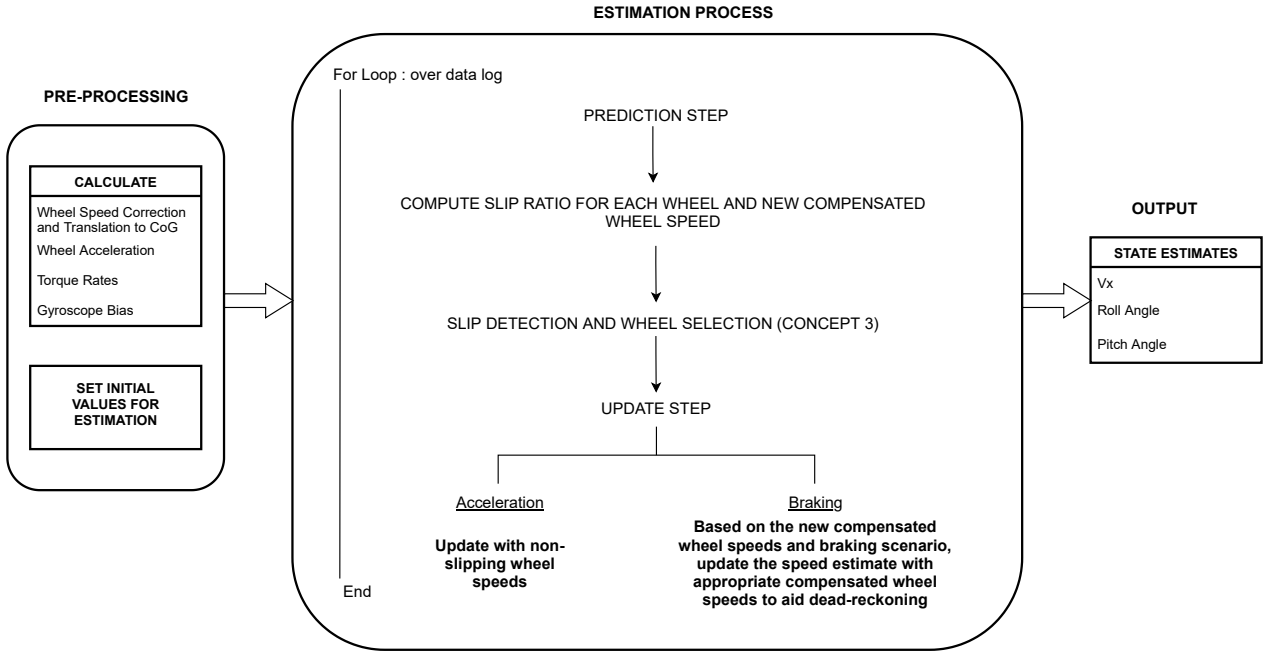 ESTIMATION PROCESS
PRE-PROCESSING
CALCULATE
Wheel Speed Correction
and Translation to CoG
Wheel Acceleration
Torque Rates
Gyroscope Bias
SET INITIAL
VALUES FOR
ESTIMATION
For Loop : over data log
PREDICTION STEP
COMPUTE SLIP RATIO FOR EACH WHEEL AND NEW COMPENSATED
WHEEL SPEED
SLIP DETECTION AND WHEEL SELECTION (CONCEPT 3)
UPDATE STEP
Acceleration
Update with non-
slipping wheel
speeds
Braking
Based on the new compensated
wheel speeds and braking scenario,
update the speed estimate with
appropriate compensated wheel
speeds to aid dead-reckoning
End
OUTPUT
STATE ESTIMATES
Vx
Roll Angle
Pitch Angle